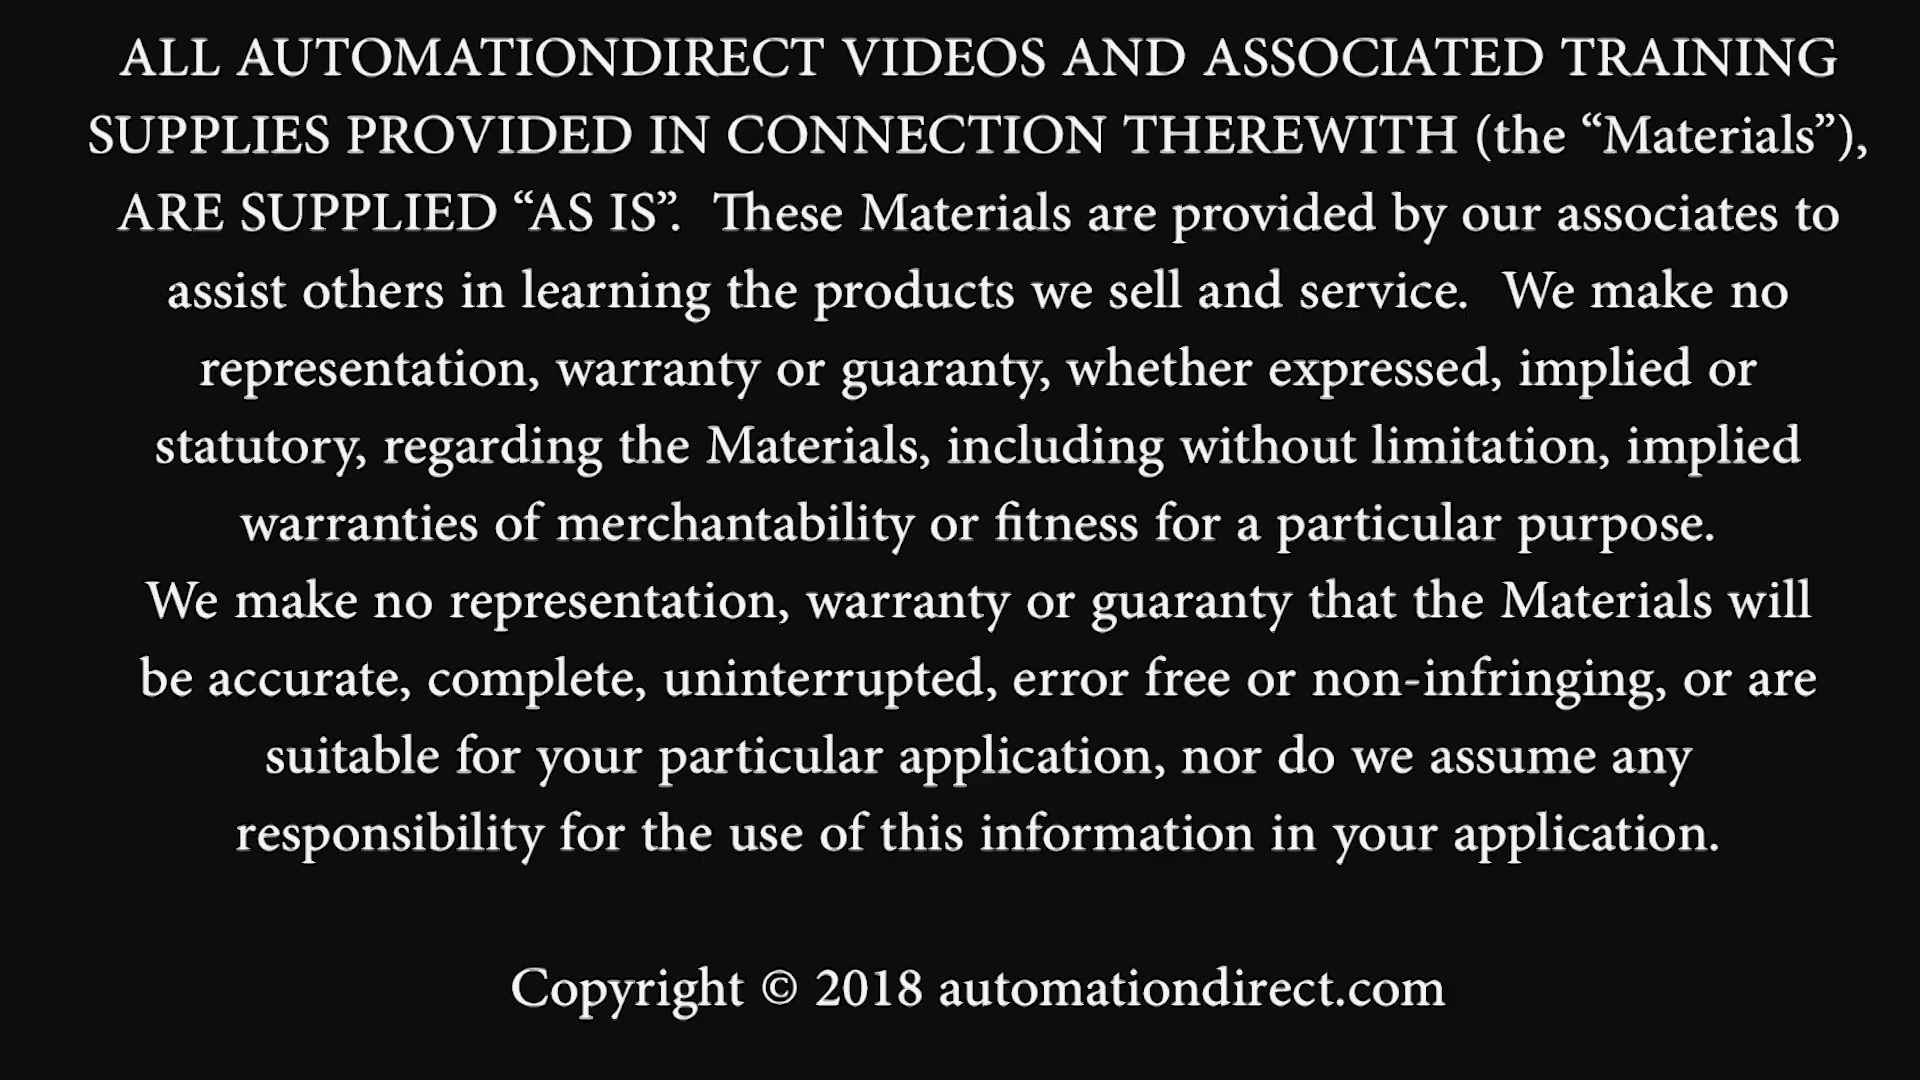 ALL AUTOMATIONDIRECT VIDEOS AND ASSOCIATED TRAINING
SUPPLIES PROVIDED IN CONNECTION THEREWITH (the “Materials”),
ARE SUPPLIED “AS IS”.  These Materials are provided by our associates to
assist others in learning the products we sell and service.  We make no
representation, warranty or guaranty, whether expressed, implied or
statutory, regarding the Materials, including without limitation, implied
warranties of merchantability or fitness for a particular purpose.
We make no representation, warranty or guaranty that the Materials will
be accurate, complete, uninterrupted, error free or non-infringing, or are
suitable for your particular application, nor do we assume any
responsibility for the use of this information in your application.
Copyright © 2018 automationdirect.com